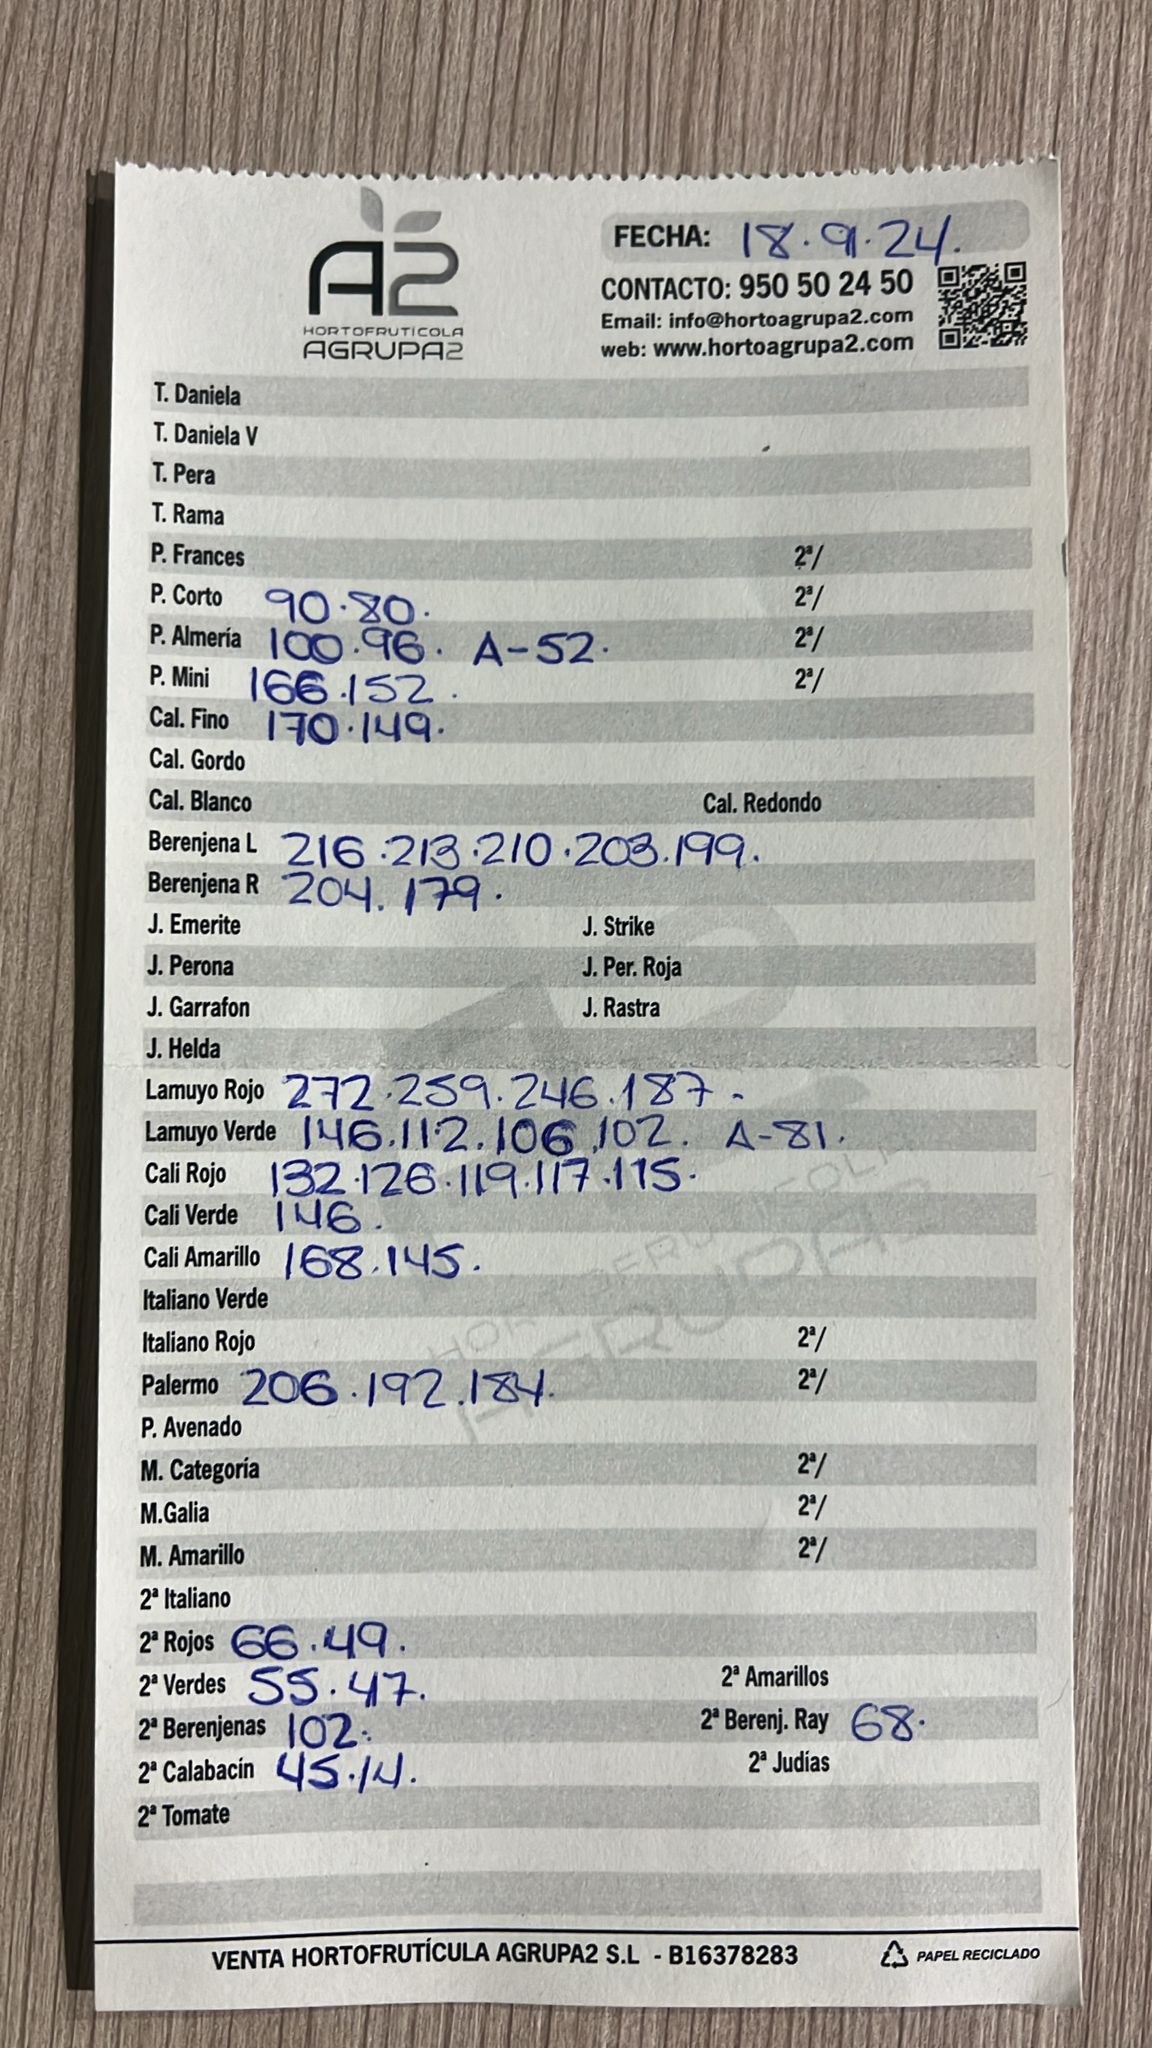 A2
HORTOFRUTÍCOLA
AGRUPA2
FECHA: 18.9.24.
CONTACTO: 950 50 24 50
Email: info@hortoagrupa2.com
web: www.hortoagrupa2.com
T. Daniela
T. Daniela V
T. Pera
T. Rama
P. Frances 2ª/
P. Corto 90.80. 2ª/
P. Almería 100.96. A-52. 2ª/
P. Mini 166.152. 2ª/
Cal. Fino 170.149.
Cal. Gordo
Cal. Blanco Cal. Redondo
Berenjena L 216.213.210.203.199.
Berenjena R 204. 179.
J. Emerite J. Strike
J. Perona J. Per. Roja
J. Garrafon J. Rastra
J. Helda
Lamuyo Rojo 272.259.246.187.
Lamuyo Verde 146.112.106.102. A-81.
Cali Rojo 132.126.119.117.115.
Cali Verde 146.
Cali Amarillo 168.145.
Italiano Verde
Italiano Rojo 2ª/
Palermo 206.192.184. 2ª/
P. Avenado
M. Categoría 2ª/
M.Galia 2ª/
M. Amarillo 2ª/
2ª Italiano
2ª Rojos 66.49.
2ª Verdes 55.47. 2ª Amarillos
2ª Berenjenas 102. 2ª Berenj. Ray 68.
2ª Calabacín 45.14. 2ª Judías
2ª Tomate
VENTA HORTOFRUTÍCULA AGRUPA2 S.L - B16378283 PAPEL RECICLADO